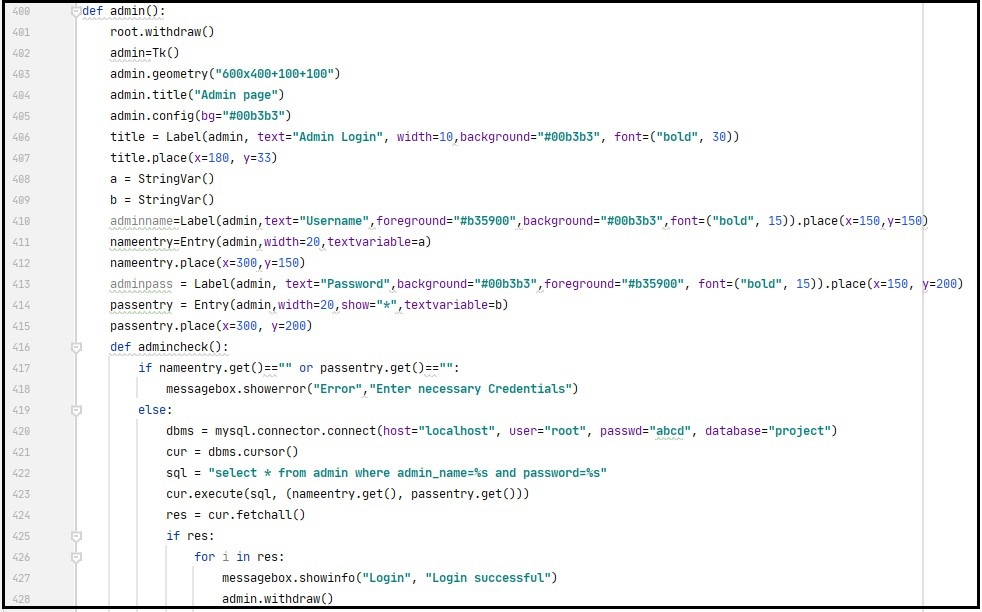 400 def admin():
401 root.withdraw()
402 admin=Tk()
403 admin.geometry("600x400+100+100")
404 admin.title("Admin page")
405 admin.config(bg="#00b3b3")
406 title = Label(admin, text="Admin Login", width=10,background="#00b3b3", font=("bold", 30))
407 title.place(x=180, y=33)
408 a = StringVar()
409 b = StringVar()
410 adminname=Label(admin,text="Username",foreground="#b35900",background="#00b3b3",font=("bold", 15)).place(x=150,y=150)
411 nameentry=Entry(admin,width=20,textvariable=a)
412 nameentry.place(x=300,y=150)
413 adminpass = Label(admin, text="Password",background="#00b3b3",foreground="#b35900", font=("bold", 15)).place(x=150, y=200)
414 passentry = Entry(admin,width=20,show="*",textvariable=b)
415 passentry.place(x=300, y=200)
416 def admincheck():
417 if nameentry.get()=="" or passentry.get()=="":
418 messagebox.showerror("Error","Enter necessary Credentials")
419 else:
420 dbms = mysql.connector.connect(host="localhost", user="root", passwd="abcd", database="project")
421 cur = dbms.cursor()
422 sql = "select * from admin where admin_name=%s and password=%s"
423 cur.execute(sql, (nameentry.get(), passentry.get()))
424 res = cur.fetchall()
425 if res:
426 for i in res:
427 messagebox.showinfo("Login", "Login successful")
428 admin.withdraw()